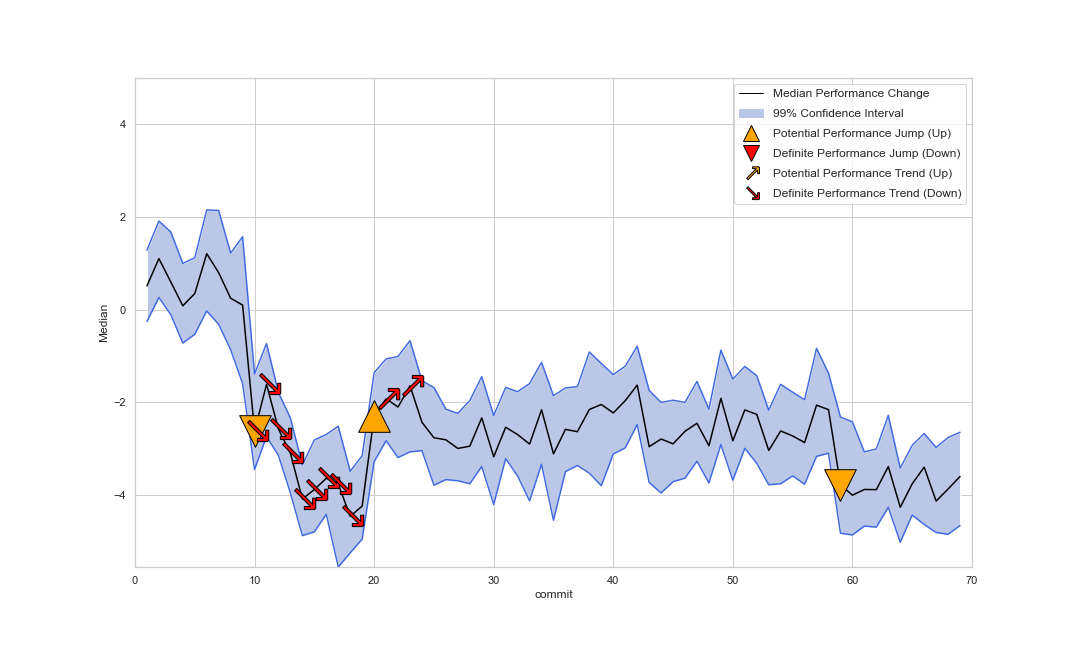 Median Performance Change
99% Confidence Interval
Potential Performance Jump (Up)
Definite Performance Jump (Down)
Potential Performance Trend (Up)
Definite Performance Trend (Down)
4
2
0
−2
−4
Median
0 10 20 30 40 50 60 70
commit